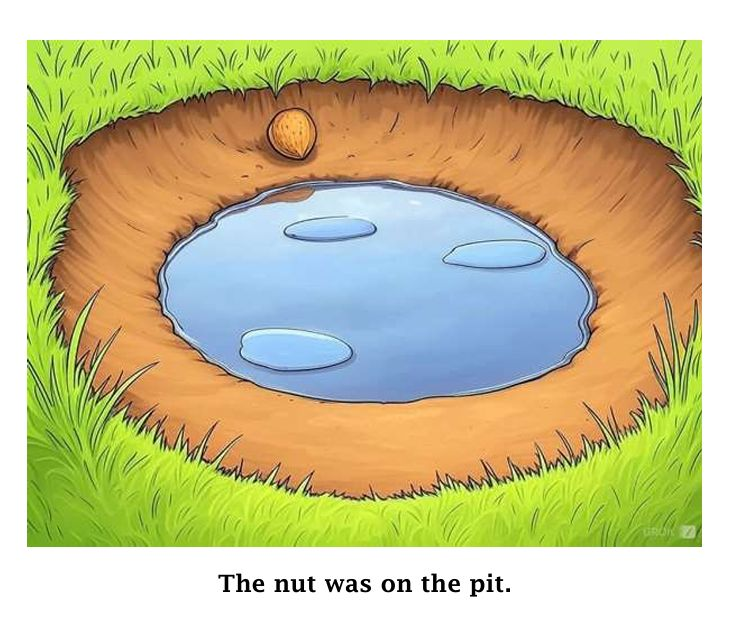 The nut was on the pit.